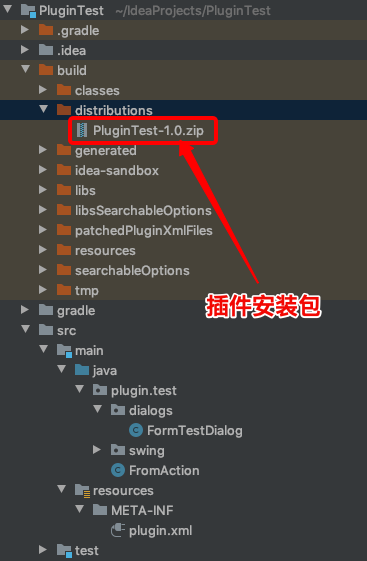 PluginTest ~/IdeaProjects/PluginTest
.gradle
.idea
build
classes
distributions
PluginTest-1.0.zip
generated
idea-sandbox
libs
libsSearchableOptions
patchedPluginXmlFiles
resources
searchableOptions
tmp
gradle
插件安装包
src
main
java
plugin.test
dialogs
FormTestDialog
swing
FromAction
resources
META-INF
plugin.xml
test